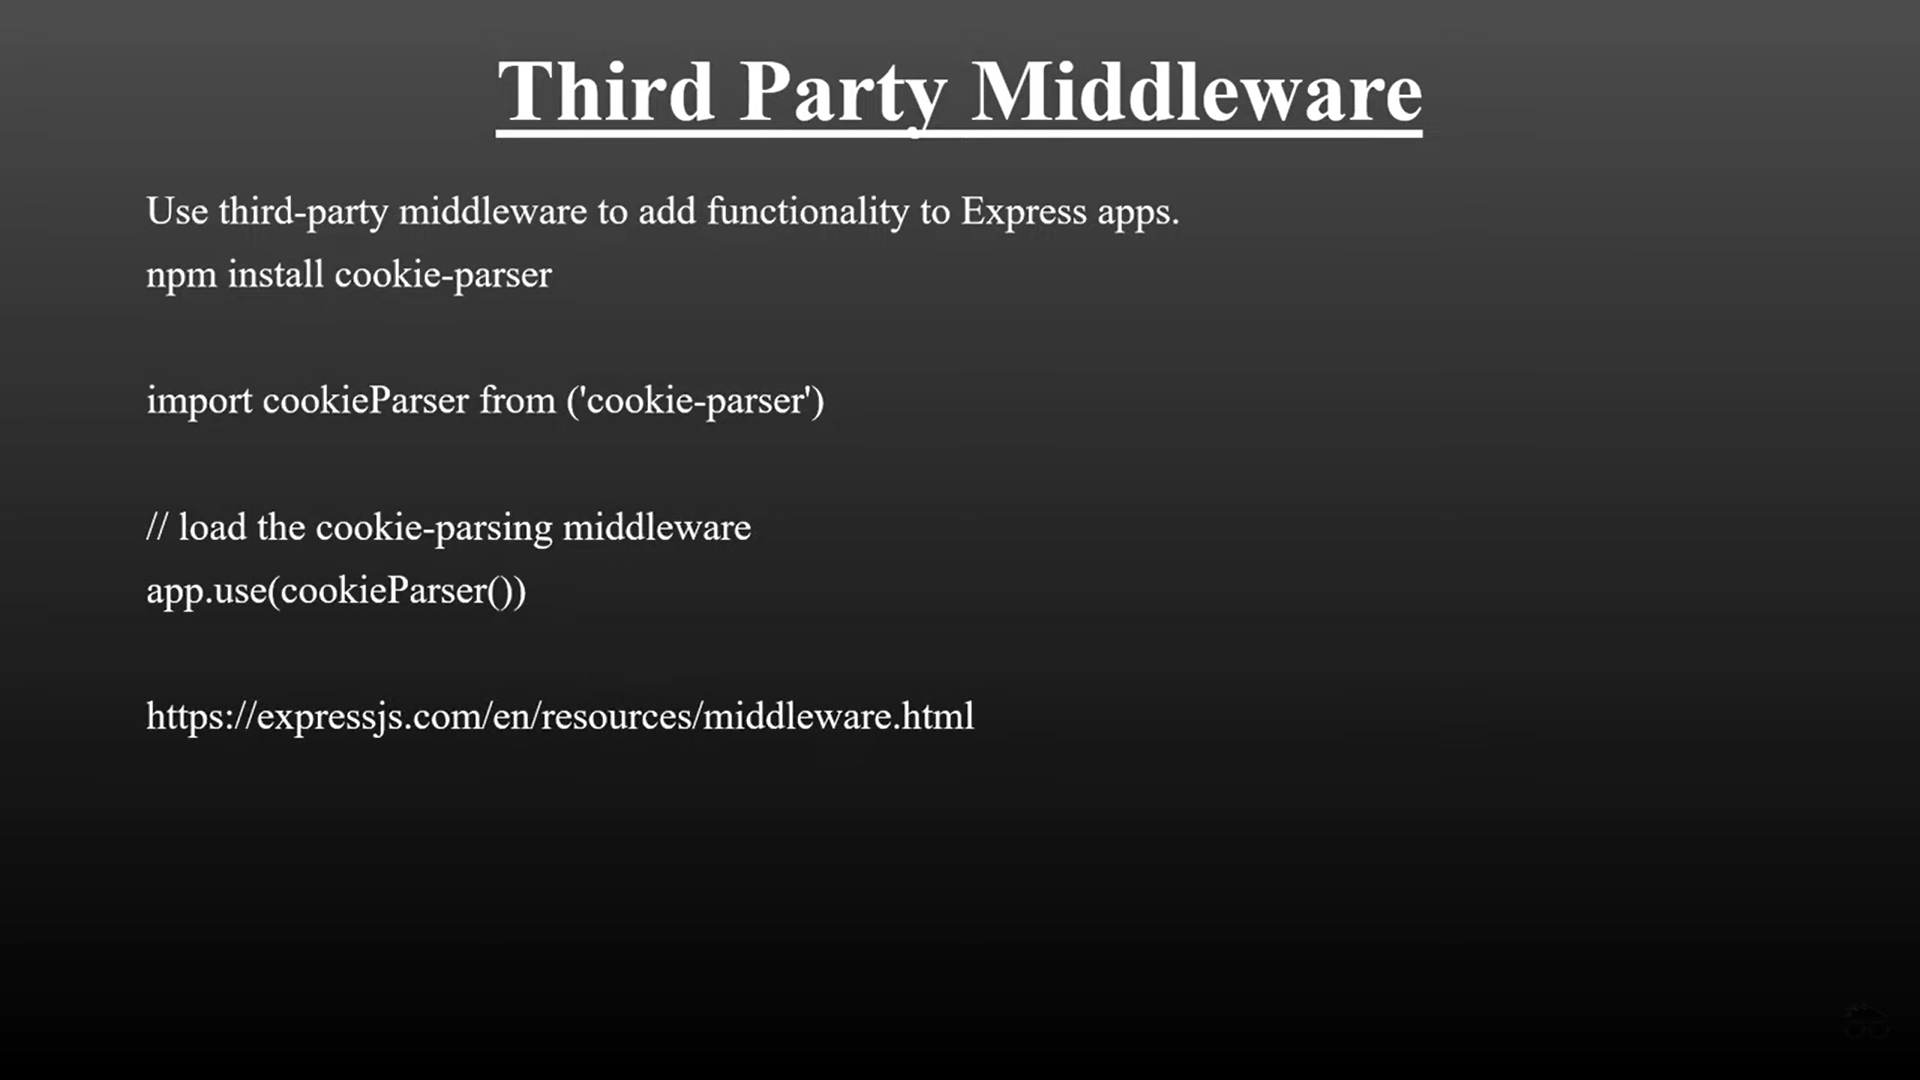 Third Party Middleware
Use third-party middleware to add functionality to Express apps.
npm install cookie-parser
import cookieParser from ('cookie-parser')
// load the cookie-parsing middleware
app.use(cookieParser())
https://expressjs.com/en/resources/middleware.html